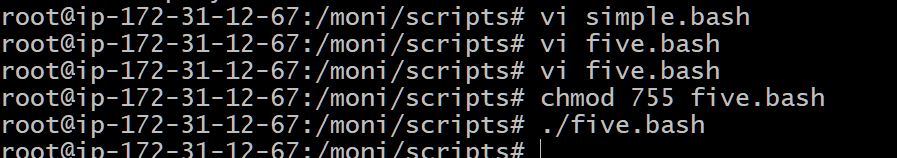 root@ip-172-31-12-67:/moni/scripts# vi simple.bash
root@ip-172-31-12-67:/moni/scripts# vi five.bash
root@ip-172-31-12-67:/moni/scripts# vi five.bash
root@ip-172-31-12-67:/moni/scripts# chmod 755 five.bash
root@ip-172-31-12-67:/moni/scripts# ./five.bash
root@ip-172-31-12-67:/moni/scripts#